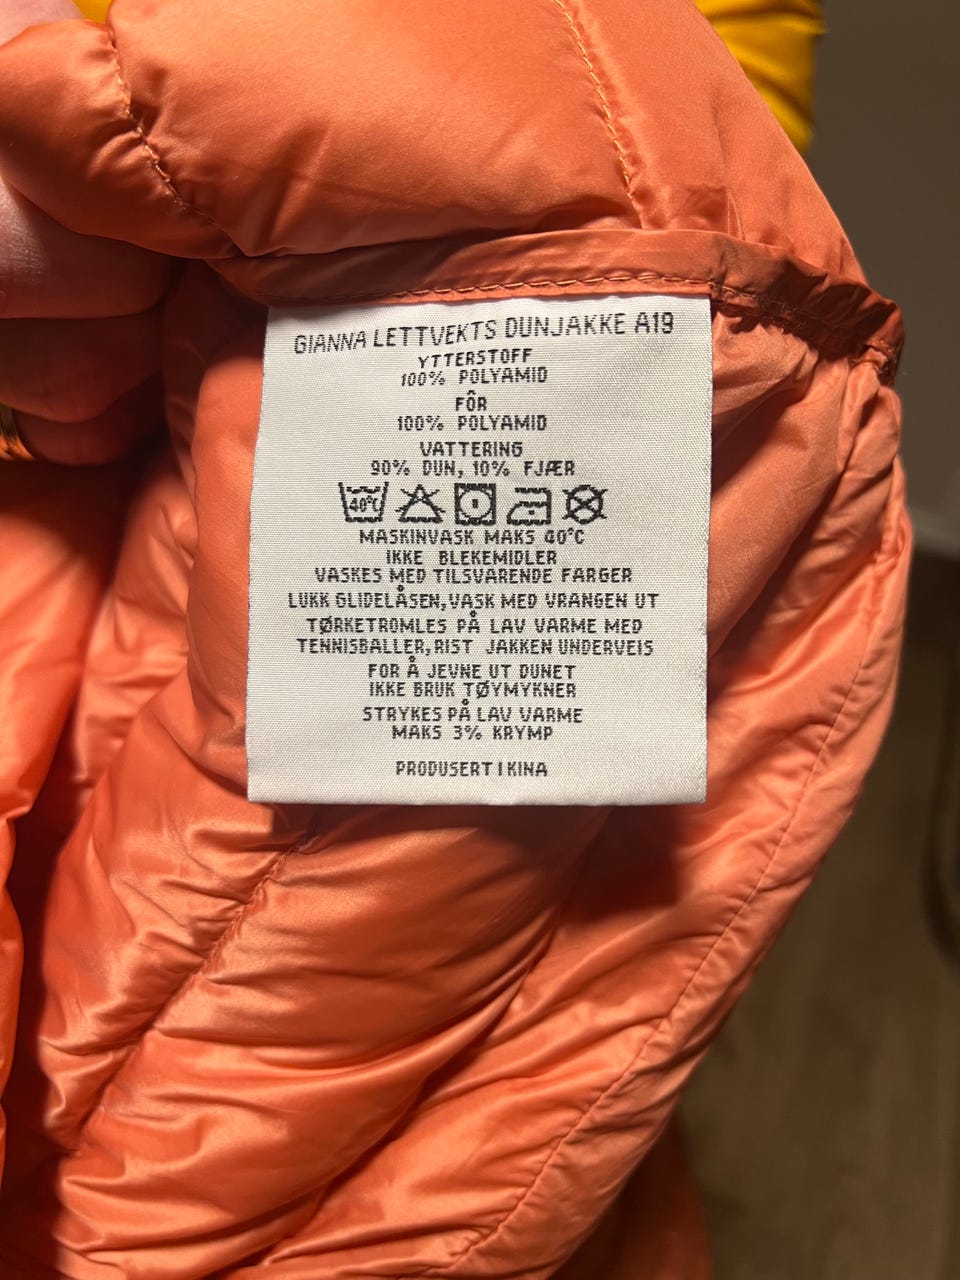 GIANNA LETTVEKTS DUNJAKKE A19
YTTERSTOFF
100% POLYAMID
FÔR
100% POLYAMID
VATTERING
90% DUN, 10% FJÆR
40°C
MASKINVASK MAKS 40°C
IKKE BLEKEMIDLER
VASKES MED TILSVARENDE FARGER
LUKK GLIDELÅSEN, VASK MED VRANGEN UT
TØRKETROMLES PÅ LAV VARME MED
TENNISBALLER, RIST JAKKEN UNDERVEIS
FOR Å JEVNE UT DUNET
IKKE BRUK TØYMYKNER
STRYKES PÅ LAV VARME
MAKS 3% KRYMP
PRODUSERT I KINA